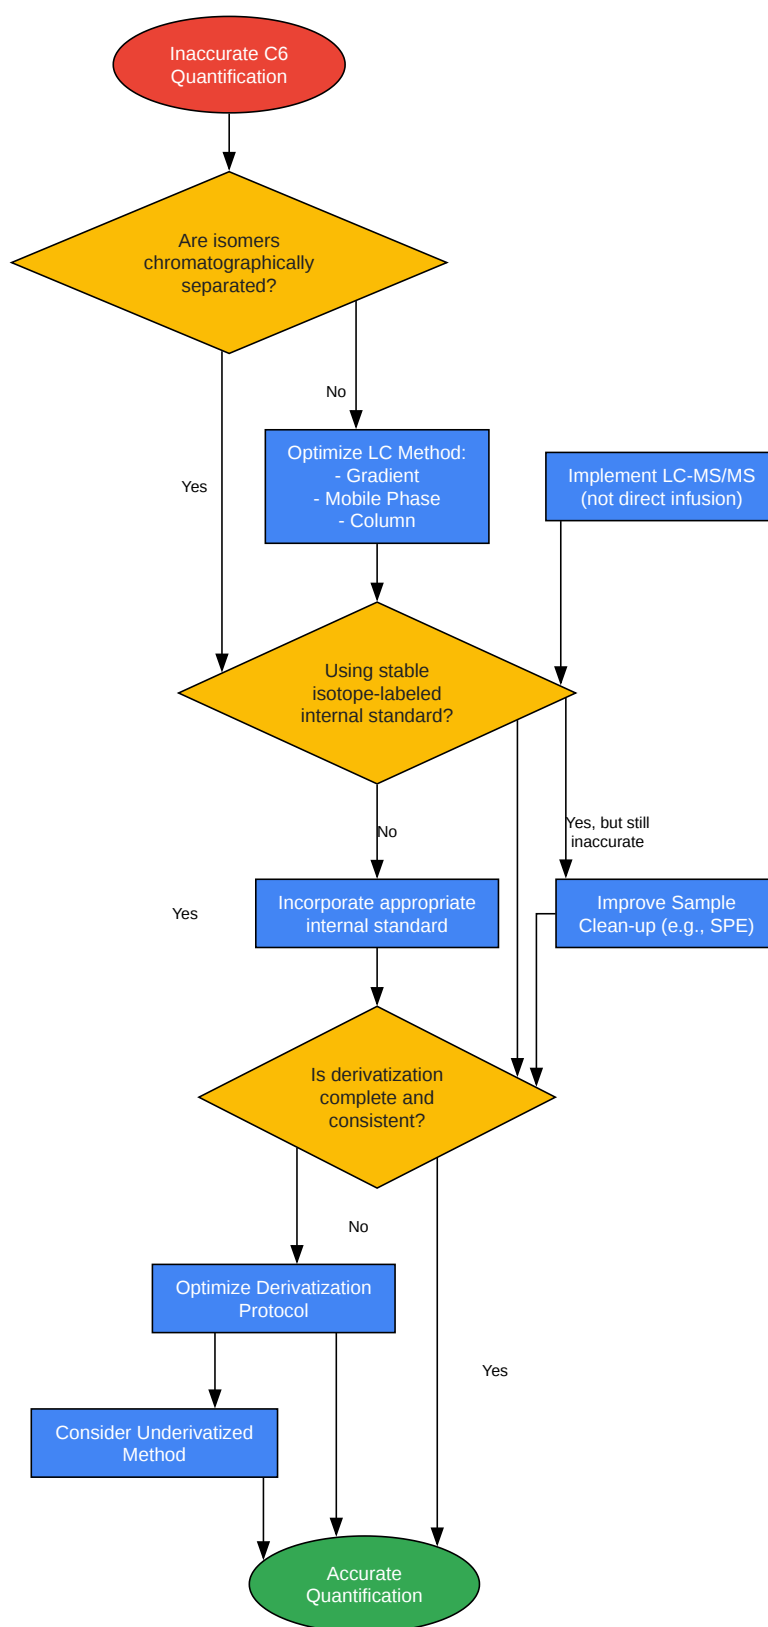 Inaccurate C6
Quantification
Are isomers
chromatographically
separated?
No
Yes
Optimize LC Method:
- Gradient
- Mobile Phase
- Column
Implement LC-MS/MS
(not direct infusion)
Using stable
isotope-labeled
internal standard?
No
Yes, but still
inaccurate
Yes
Incorporate appropriate
internal standard
Improve Sample
Clean-up (e.g., SPE)
Is derivatization
complete and
consistent?
No
Optimize Derivatization
Protocol
Yes
Consider Underivatized
Method
Accurate
Quantification